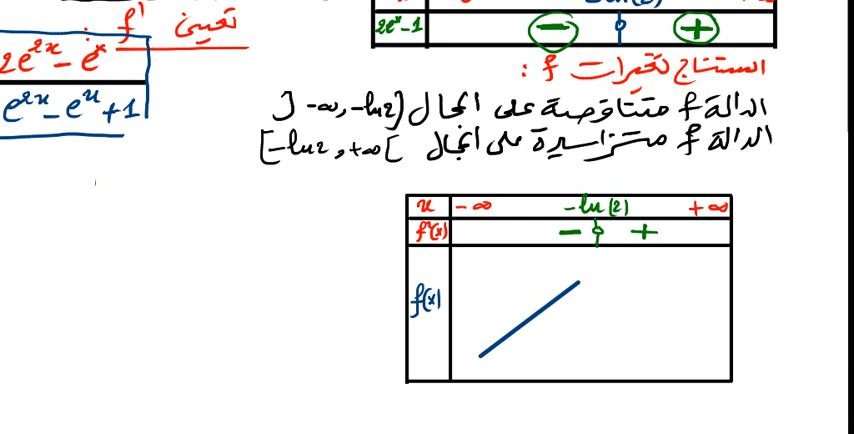 تعيين f'
2e^{2x} - e^x
e^{2x} - e^x + 1
2e^x - 1 − +
استنتاج تغيرات f :
الدالة f متناقصة على المجال ]-∞, -ln2]
الدالة f متزايدة على المجال [-ln2, +∞[
x -∞ -ln(2) +∞
f'(x) − 0 +
f(x)